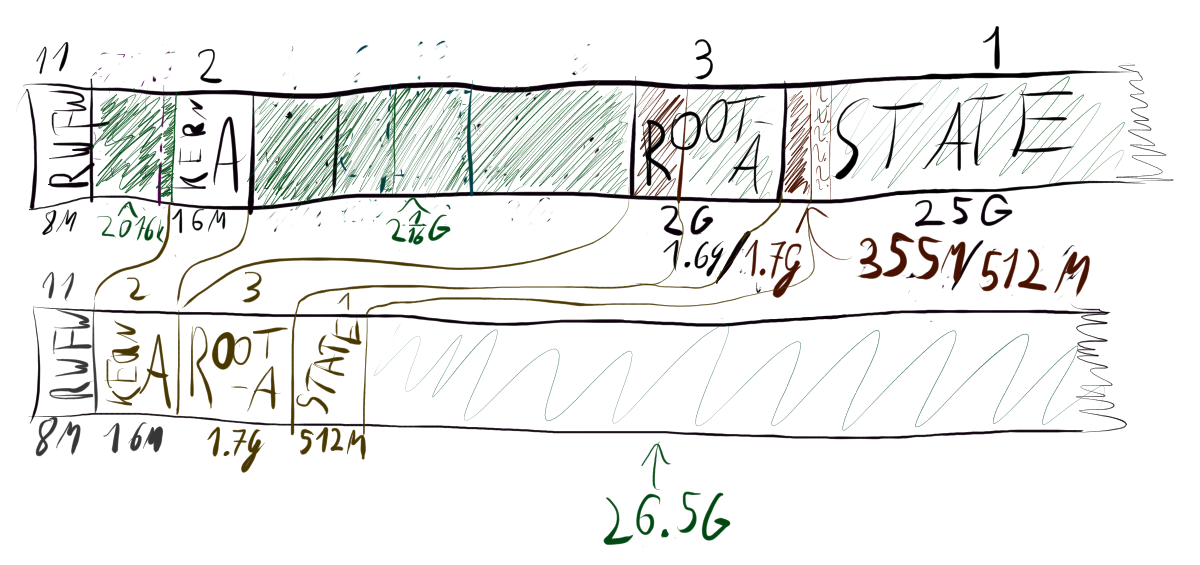 11 2 3 1
RWFW KERN A ROOT-A STATE
8M 2016k 16M 2 1/16 G 2G 25G
1.6g/1.7g 355M/512M
11 2 3 1
RWFW KERN A ROOT-A STATE
8M 16M 1.7g 512M
26.5G